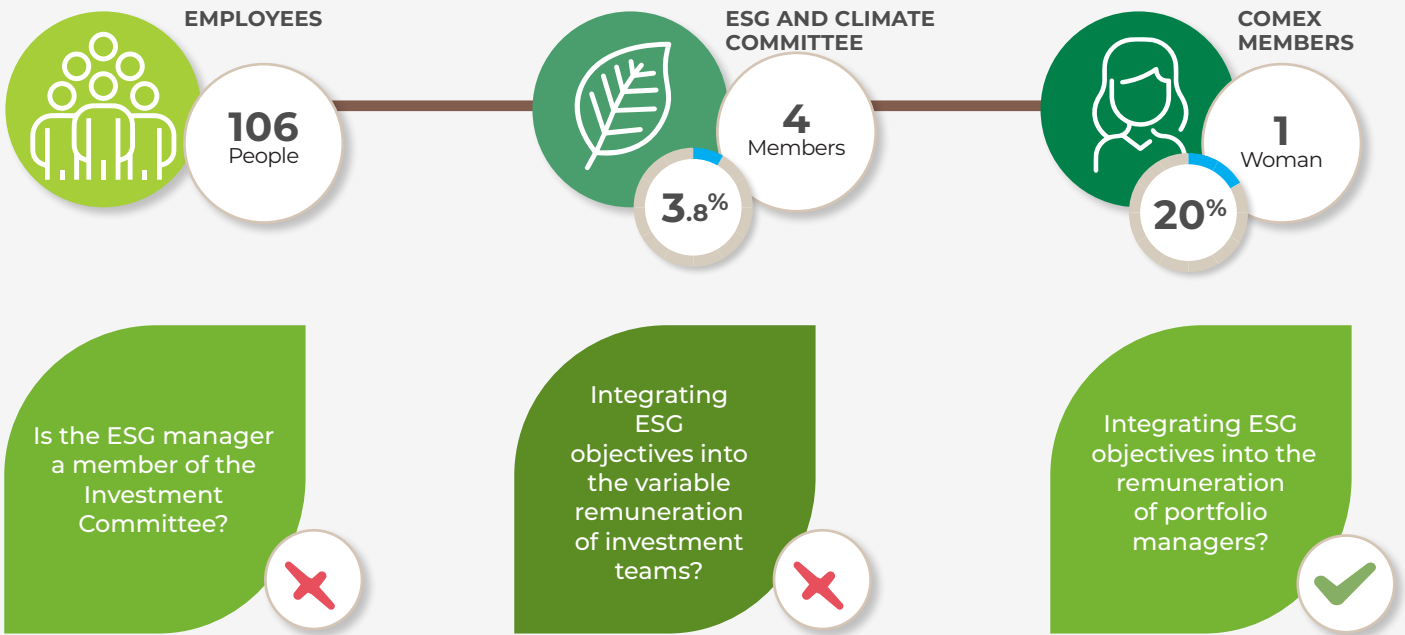 EMPLOYEES
106
People
ESG AND CLIMATE
COMMITTEE
4
Members
3.8%
COMEX
MEMBERS
1
Woman
20%
Is the ESG manager
a member of the
Investment
Committee?
Integrating
ESG
objectives into
the variable
remuneration
of investment
teams?
Integrating ESG
objectives into the
remuneration
of portfolio
managers?